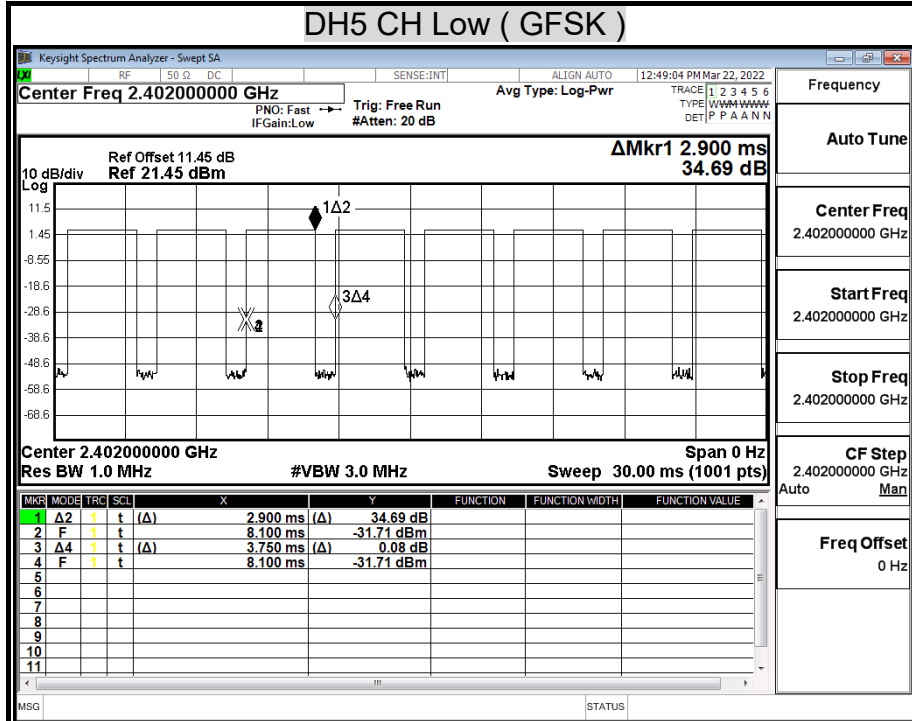 DH5 CH Low ( GFSK )
Keysight Spectrum Analyzer - Swept SA
LXI RF 50 Ω DC SENSE:INT ALIGN AUTO 12:49:04 PM Mar 22, 2022
Center Freq 2.402000000 GHz
PNO: Fast
IFGain:Low
Trig: Free Run
#Atten: 20 dB
Avg Type: Log-Pwr
TRACE 1 2 3 4 5 6
TYPE WWMWWWW
DET P P A A N N
ΔMkr1 2.900 ms
34.69 dB
Ref Offset 11.45 dB
10 dB/div Ref 21.45 dBm
Log
11.5
1.45
-8.55
-18.6
-28.6
-38.6
-48.6
-58.6
-68.6
1Δ2
3Δ4
Center 2.402000000 GHz Span 0 Hz
Res BW 1.0 MHz #VBW 3.0 MHz Sweep 30.00 ms (1001 pts)
MKR MODE TRC SCL X Y FUNCTION FUNCTION WIDTH FUNCTION VALUE
1 Δ2 1 t (Δ) 2.900 ms (Δ) 34.69 dB
2 F 1 t 8.100 ms -31.71 dBm
3 Δ4 1 t (Δ) 3.750 ms (Δ) 0.08 dB
4 F 1 t 8.100 ms -31.71 dBm
5
6
7
8
9
10
11
MSG STATUS
Frequency
Auto Tune
Center Freq
2.402000000 GHz
Start Freq
2.402000000 GHz
Stop Freq
2.402000000 GHz
CF Step
2.402000000 GHz
Auto Man
Freq Offset
0 Hz